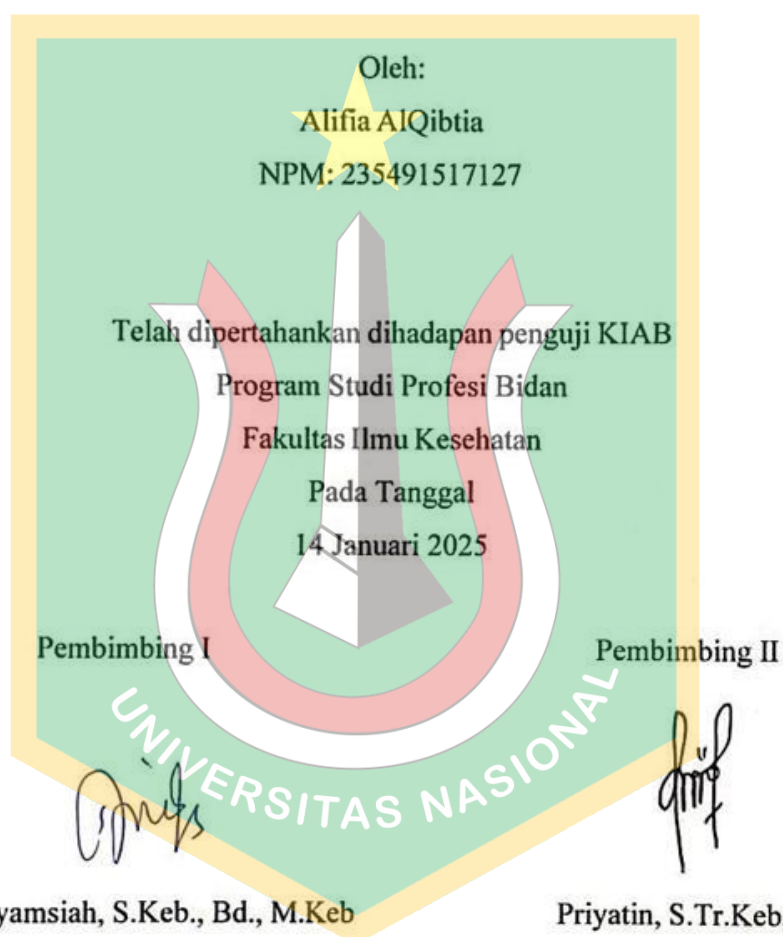 Oleh:
Alifia AlQibtia
NPM: 235491517127
Telah dipertahankan dihadapan penguji KIAB
Program Studi Profesi Bidan
Fakultas Ilmu Kesehatan
Pada Tanggal
14 Januari 2025
Pembimbing I Pembimbing II
UNIVERSITAS NASIONAL
yamsiah, S.Keb., Bd., M.Keb Priyatin, S.Tr.Keb